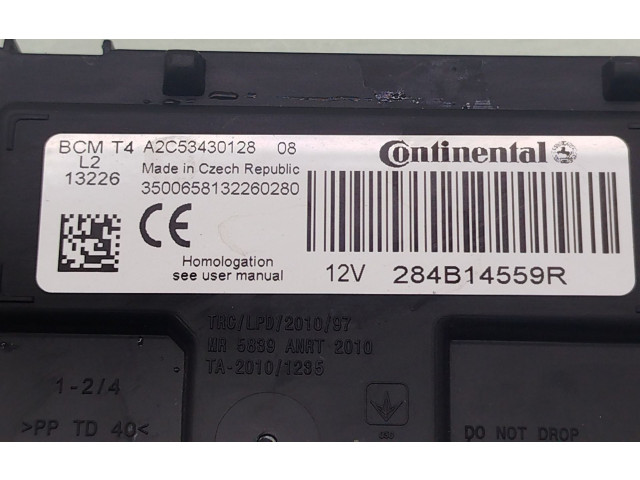 BCM T4 A2C53430128 08
L2
13226
Made in Czech Republic
3500658132260280
Continental
CE
Homologation
see user manual
12V 284B14559R
TRC/LPD/2010/97
MR 5839 ANRT 2010
TA-2010/1235
1-2/4
>PP TD 40<
DO NOT DROP